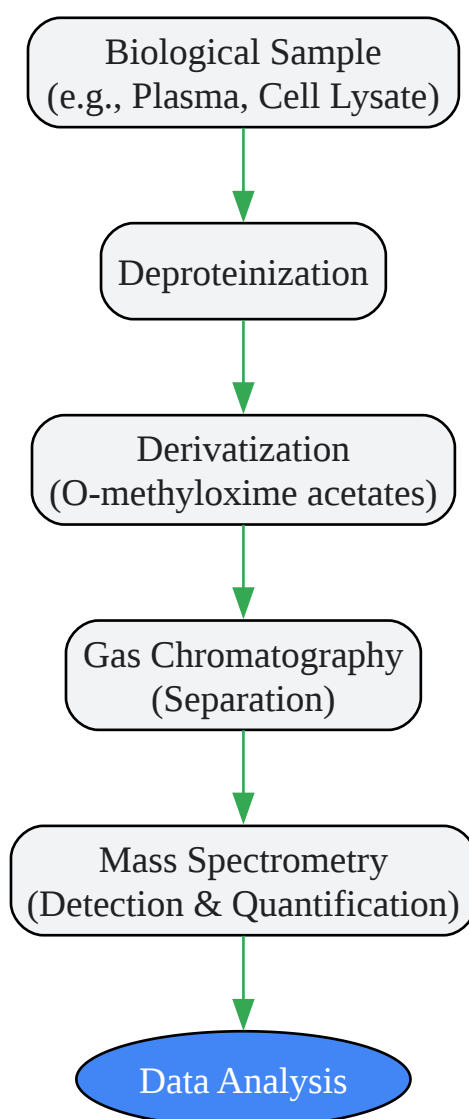 Biological Sample
(e.g., Plasma, Cell Lysate)
Deproteinization
Derivatization
(O-methyloxime acetates)
Gas Chromatography
(Separation)
Mass Spectrometry
(Detection & Quantification)
Data Analysis